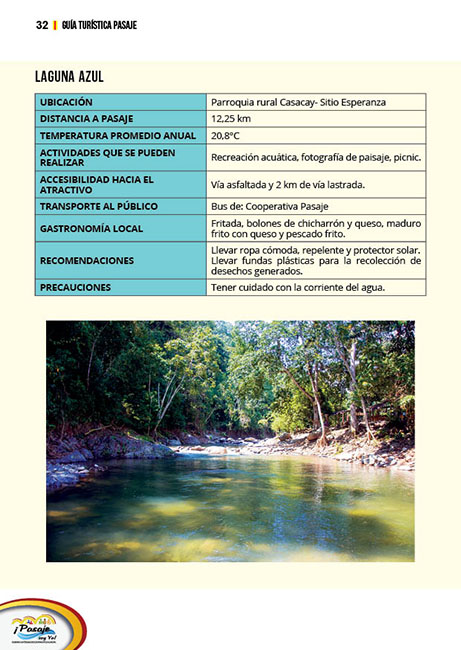 32 | GUÍA TURÍSTICA PASAJE
LAGUNA AZUL
UBICACIÓN
Parroquia rural Casacay- Sitio Esperanza
DISTANCIA A PASAJE
12,25 km
TEMPERATURA PROMEDIO ANUAL
20,8°C
ACTIVIDADES QUE SE PUEDEN
REALIZAR
Recreación acuática, fotografía de paisaje, picnic.
ACCESIBILIDAD HACIA EL
ATRACTIVO
Vía asfaltada y 2 km de vía lastrada.
TRANSPORTE AL PÚBLICO
Bus de: Cooperativa Pasaje
GASTRONOMÍA LOCAL
Fritada, bolones de chicharrón y queso, maduro
frito con queso y pescado frito.
RECOMENDACIONES
Llevar ropa cómoda, repelente y protector solar.
Llevar fundas plásticas para la recolección de
desechos generados.
PRECAUCIONES
Tener cuidado con la corriente del agua.
¡Pasaje
soy Yo!